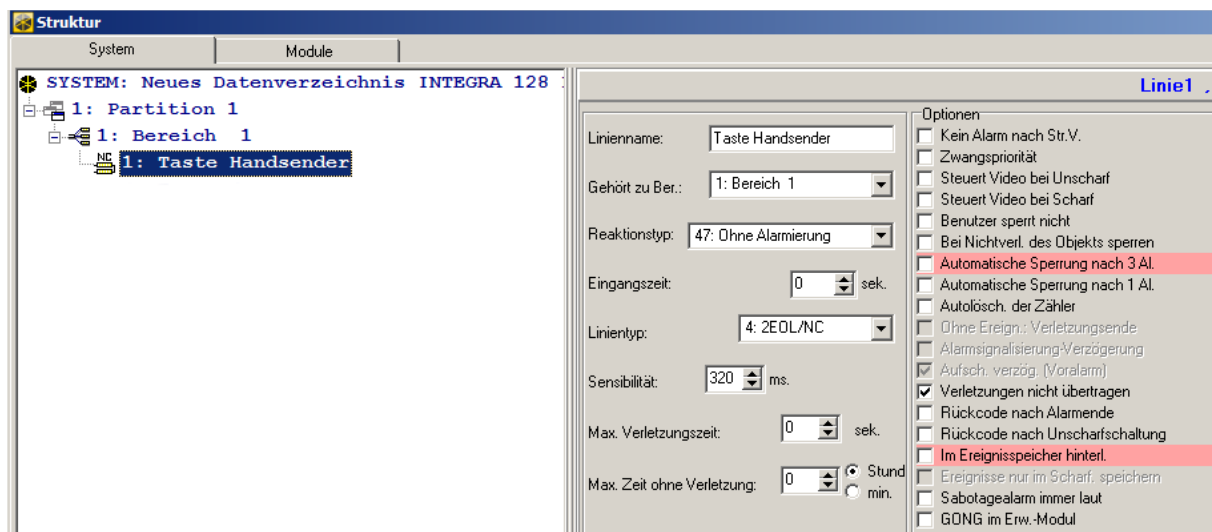 Struktur
System
Module
SYSTEM: Neues Datenverzeichnis INTEGRA 128
1: Partition 1
1: Bereich 1
NC
1: Taste Handsender
Linie1 ,
Linienname: Taste Handsender
Gehört zu Ber.: 1: Bereich 1
Reaktionstyp: 47: Ohne Alarmierung
Eingangszeit: 0 sek.
Linientyp: 4: 2EOL/NC
Sensibilität: 320 ms.
Max. Verletzungszeit: 0 sek.
Max. Zeit ohne Verletzung: 0 Stund
min.
Optionen
Kein Alarm nach Str.V.
Zwangspriorität
Steuert Video bei Unscharf
Steuert Video bei Scharf
Benutzer sperrt nicht
Bei Nichtverl. des Objekts sperren
Automatische Sperrung nach 3 Al.
Automatische Sperrung nach 1 Al.
Autolösch. der Zähler
Ohne Ereign.: Verletzungsende
Alarmsignalisierung-Verzögerung
Aufsch. verzög. (Voralarm)
Verletzungen nicht übertragen
Rückcode nach Alarmende
Rückcode nach Unscharfschaltung
Im Ereignisspeicher hinterl.
Ereignisse nur im Scharf. speichern
Sabotagealarm immer laut
GONG im Erw.-Modul